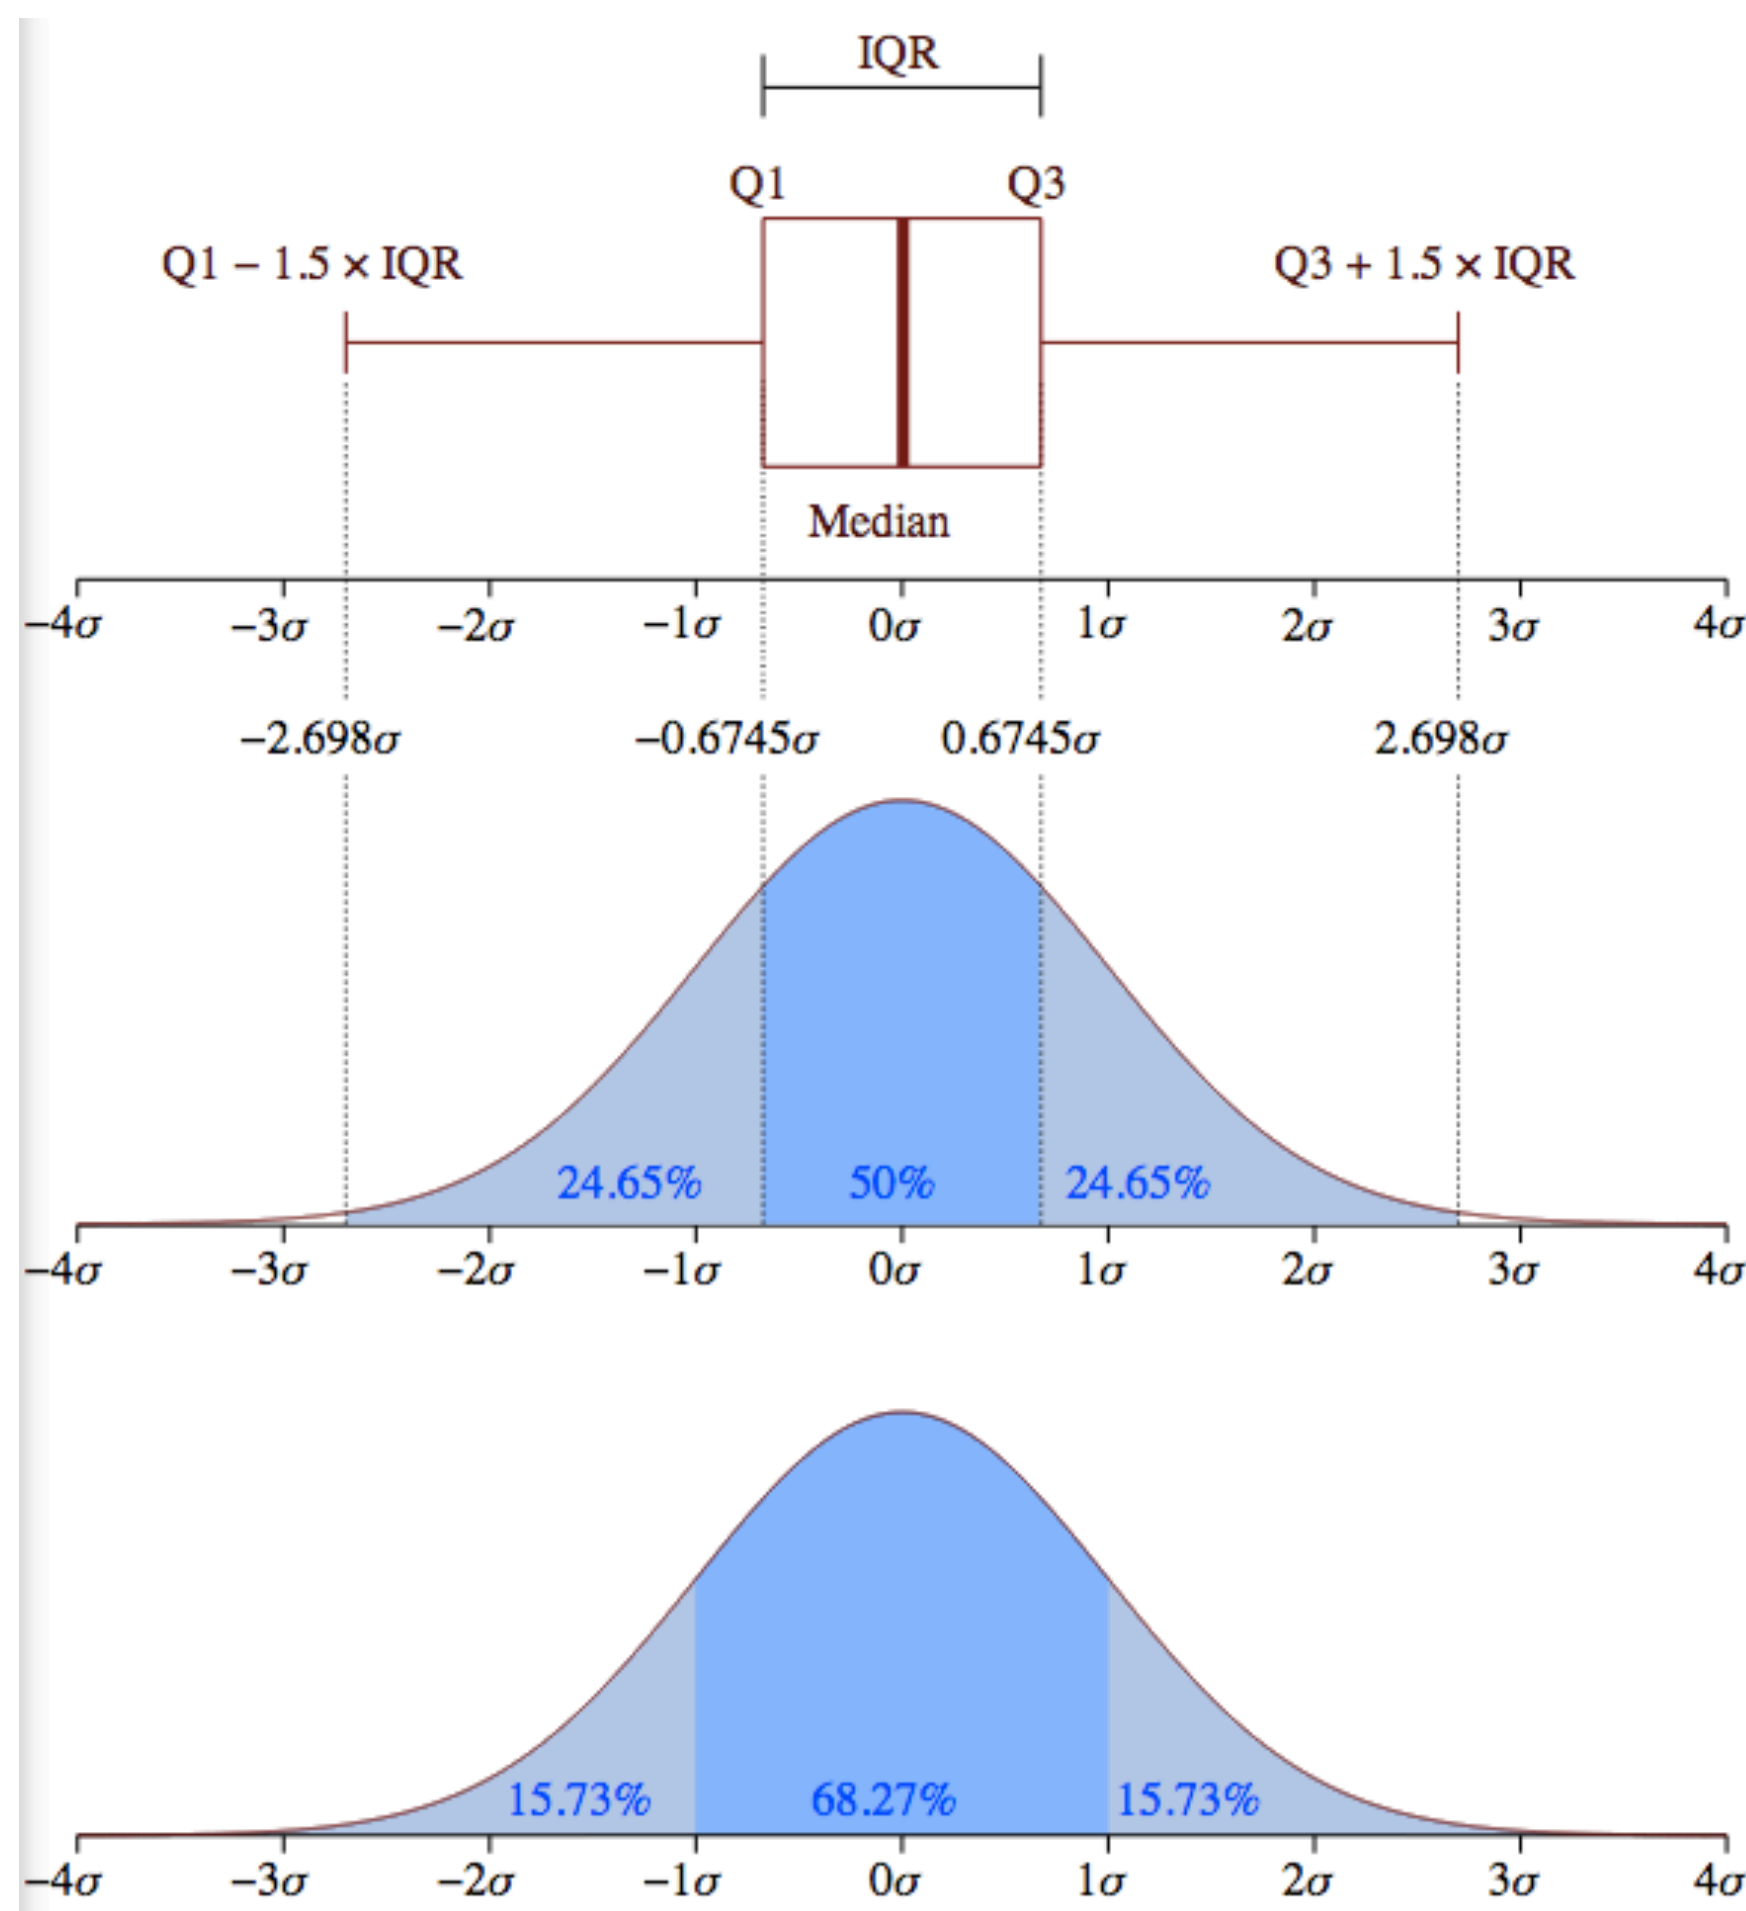 IQR
Q1 Q3
Q1 − 1.5 × IQR Q3 + 1.5 × IQR
Median
−4σ −3σ −2σ −1σ 0σ 1σ 2σ 3σ 4σ
−2.698σ −0.6745σ 0.6745σ 2.698σ
24.65% 50% 24.65%
−4σ −3σ −2σ −1σ 0σ 1σ 2σ 3σ 4σ
15.73% 68.27% 15.73%
−4σ −3σ −2σ −1σ 0σ 1σ 2σ 3σ 4σ